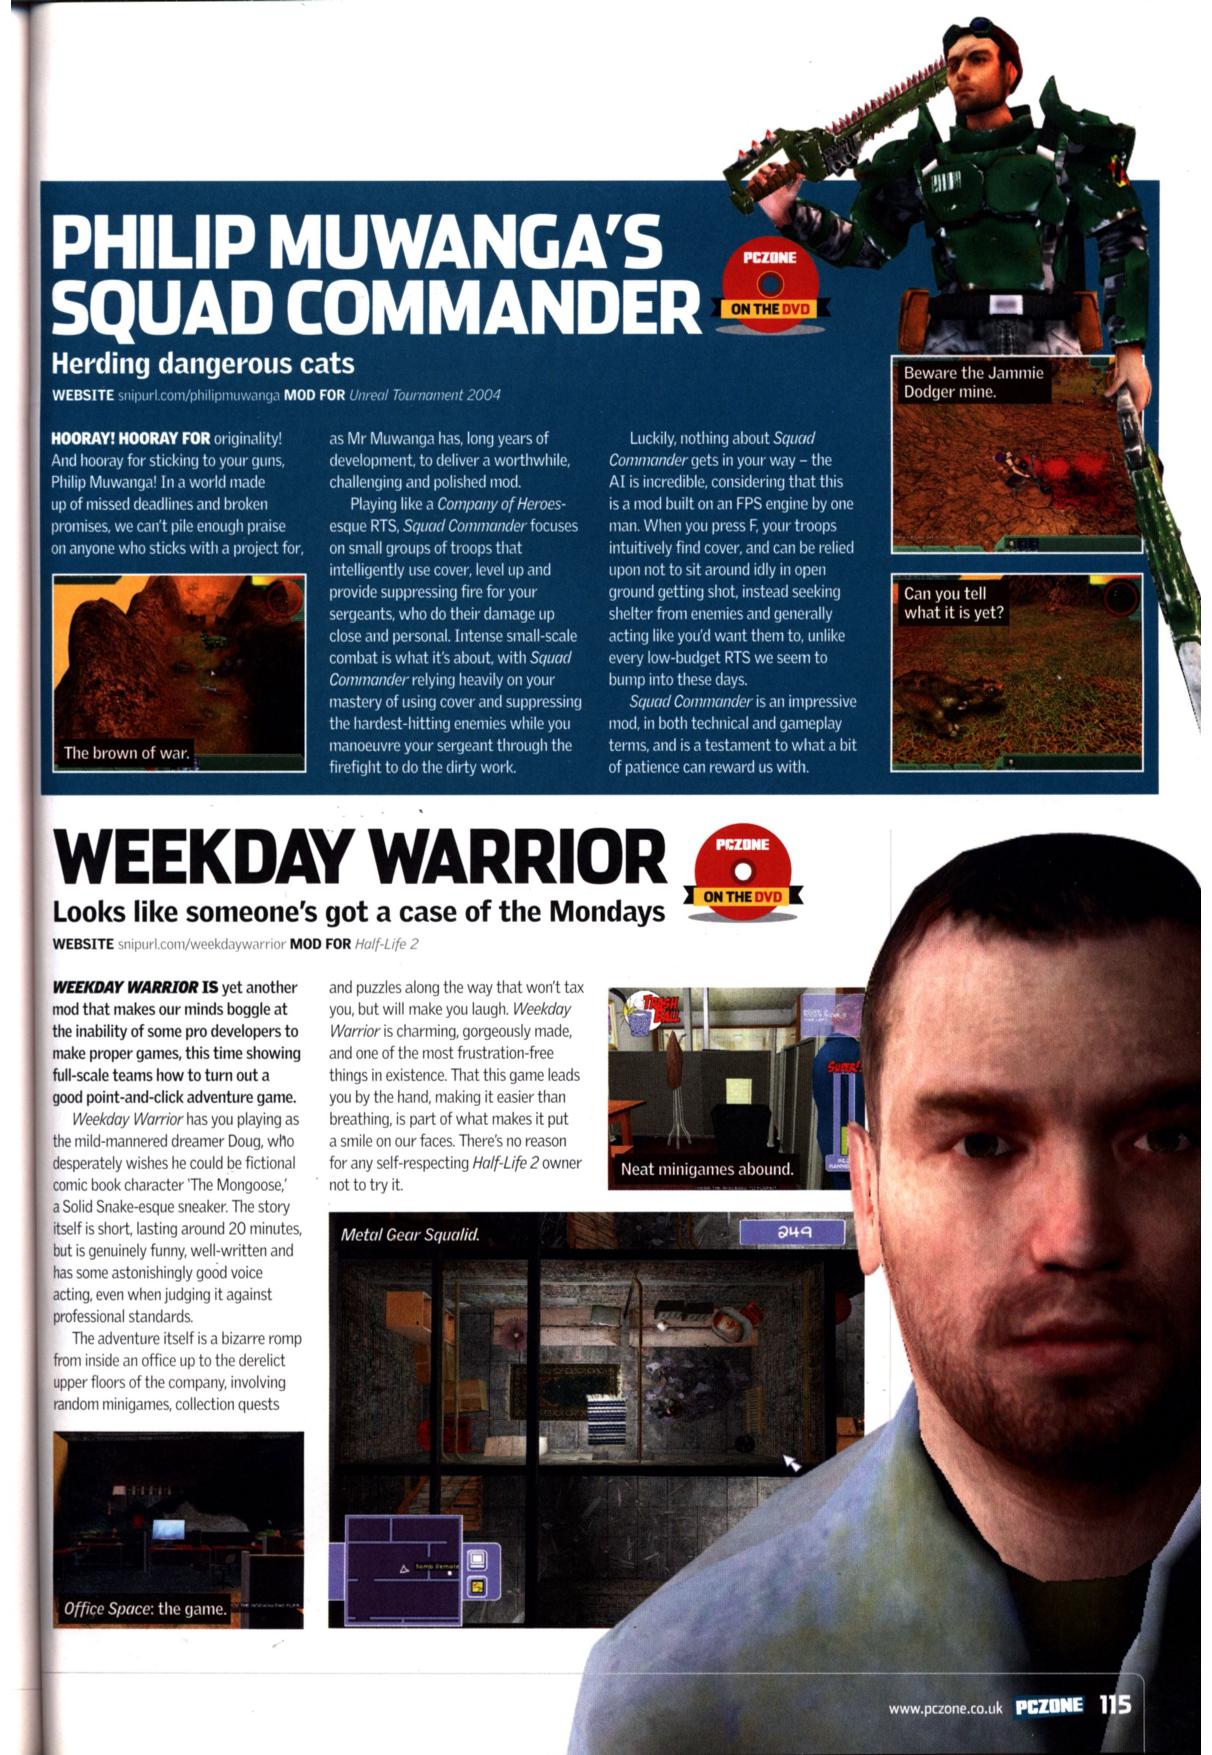 PHILIP MUWANGA'S
SQUAD COMMANDER
PCZONE
ON THE DVD
Herding dangerous cats
WEBSITE snipurl.com/philipmuwanga MOD FOR Unreal Tournament 2004
HOORAY! HOORAY FOR originality!
And hooray for sticking to your guns,
Philip Muwanga! In a world made
up of missed deadlines and broken
promises, we can't pile enough praise
on anyone who sticks with a project for,
The brown of war.
as Mr Muwanga has, long years of
development, to deliver a worthwhile,
challenging and polished mod.
Playing like a Company of Heroes-
esque RTS, Squad Commander focuses
on small groups of troops that
intelligently use cover, level up and
provide suppressing fire for your
sergeants, who do their damage up
close and personal. Intense small-scale
combat is what it's about, with Squad
Commander relying heavily on your
mastery of using cover and suppressing
the hardest-hitting enemies while you
manoeuvre your sergeant through the
firefight to do the dirty work.
Luckily, nothing about Squad
Commander gets in your way – the
AI is incredible, considering that this
is a mod built on an FPS engine by one
man. When you press F, your troops
intuitively find cover, and can be relied
upon not to sit around idly in open
ground getting shot, instead seeking
shelter from enemies and generally
acting like you'd want them to, unlike
every low-budget RTS we seem to
bump into these days.
Squad Commander is an impressive
mod, in both technical and gameplay
terms, and is a testament to what a bit
of patience can reward us with.
Beware the Jammie
Dodger mine.
Can you tell
what it is yet?
WEEKDAY WARRIOR
PCZONE
ON THE DVD
Looks like someone's got a case of the Mondays
WEBSITE snipurl.com/weekdaywarrior MOD FOR Half-Life 2
WEEKDAY WARRIOR IS yet another
mod that makes our minds boggle at
the inability of some pro developers to
make proper games, this time showing
full-scale teams how to turn out a
good point-and-click adventure game.
Weekday Warrior has you playing as
the mild-mannered dreamer Doug, who
desperately wishes he could be fictional
comic book character 'The Mongoose,'
a Solid Snake-esque sneaker. The story
itself is short, lasting around 20 minutes,
but is genuinely funny, well-written and
has some astonishingly good voice
acting, even when judging it against
professional standards.
The adventure itself is a bizarre romp
from inside an office up to the derelict
upper floors of the company, involving
random minigames, collection quests
Office Space: the game.
and puzzles along the way that won't tax
you, but will make you laugh. Weekday
Warrior is charming, gorgeously made,
and one of the most frustration-free
things in existence. That this game leads
you by the hand, making it easier than
breathing, is part of what makes it put
a smile on our faces. There's no reason
for any self-respecting Half-Life 2 owner
not to try it.
TRASH
BALL
SUPER!
Neat minigames abound.
Metal Gear Squalid.
249
www.pczone.co.uk PCZONE 115